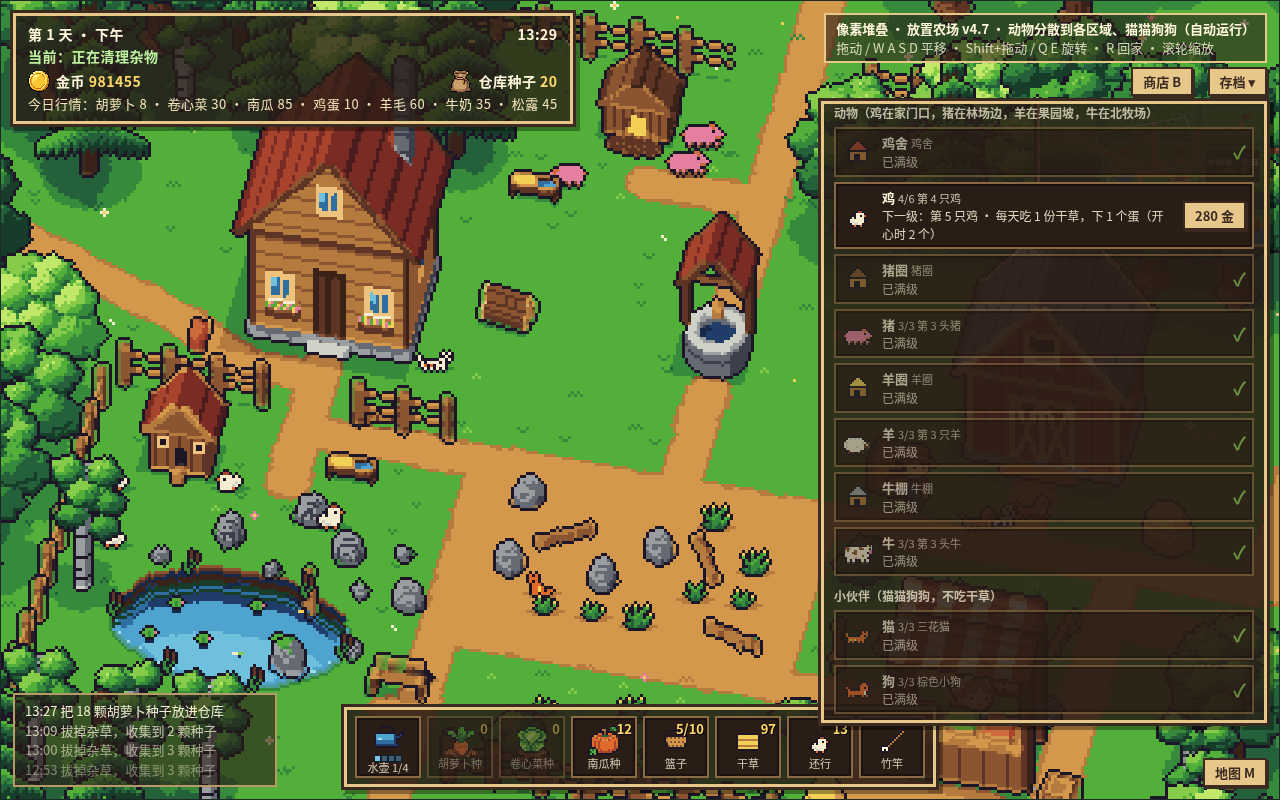 第 1 天 · 下午
13:29
当前: 正在清理杂物
金币 981455
仓库种子 20
今日行情: 胡萝卜 8 · 卷心菜 30 · 南瓜 85 · 鸡蛋 10 · 羊毛 60 · 牛奶 35 · 松露 45
像素堆叠 · 放置农场 v4.7 · 动物分散到各区域、猫猫狗狗（自动运行）
拖动 / W A S D 平移 · Shift+拖动 / Q E 旋转 · R 回家 · 滚轮缩放
商店 B
存档 ▾
动物（鸡在家门口，猪在林场边，羊在果园坡，牛在北牧场）
鸡舍 鸡舍
已满级
鸡 4/6 第 4 只鸡
下一级：第 5 只鸡 · 每天吃 1 份干草，下 1 个蛋（开
心时 2 个）
280 金
猪圈 猪圈
已满级
猪 3/3 第 3 头猪
已满级
羊圈 羊圈
已满级
羊 3/3 第 3 只羊
已满级
牛棚 牛棚
已满级
牛 3/3 第 3 头牛
已满级
小伙伴（猫猫狗狗，不吃干草）
猫 3/3 三花猫
已满级
狗 3/3 棕色小狗
已满级
13:27 把 18 颗胡萝卜种子放进仓库
13:09 拔掉杂草，收集到 2 颗种子
13:00 拔掉杂草，收集到 3 颗种子
12:53 拔掉杂草，收集到 3 颗种子
水壶 1/4
0
胡萝卜种
0
卷心菜种
12
南瓜种
5/10
篮子
97
干草
13
还行
竹竿
地图 M